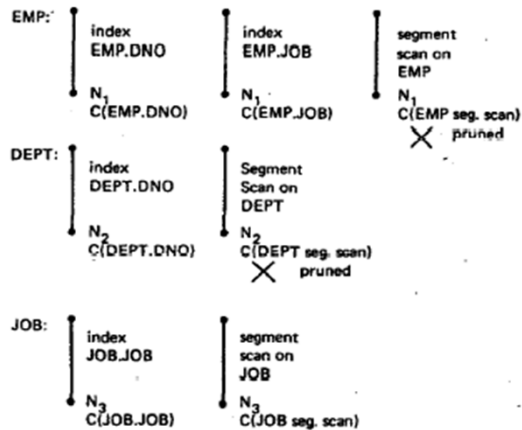 EMP:
index
EMP.DNO
N1
C(EMP.DNO)
index
EMP.JOB
N1
C(EMP.JOB)
segment
scan on
EMP
N1
C(EMP seg. scan)
pruned
DEPT:
index
DEPT.DNO
N2
C(DEPT.DNO)
Segment
Scan on
DEPT
N2
C(DEPT seg. scan)
pruned
JOB:
index
JOB.JOB
N3
C(JOB.JOB)
segment
scan on
JOB
N3
C(JOB seg. scan)